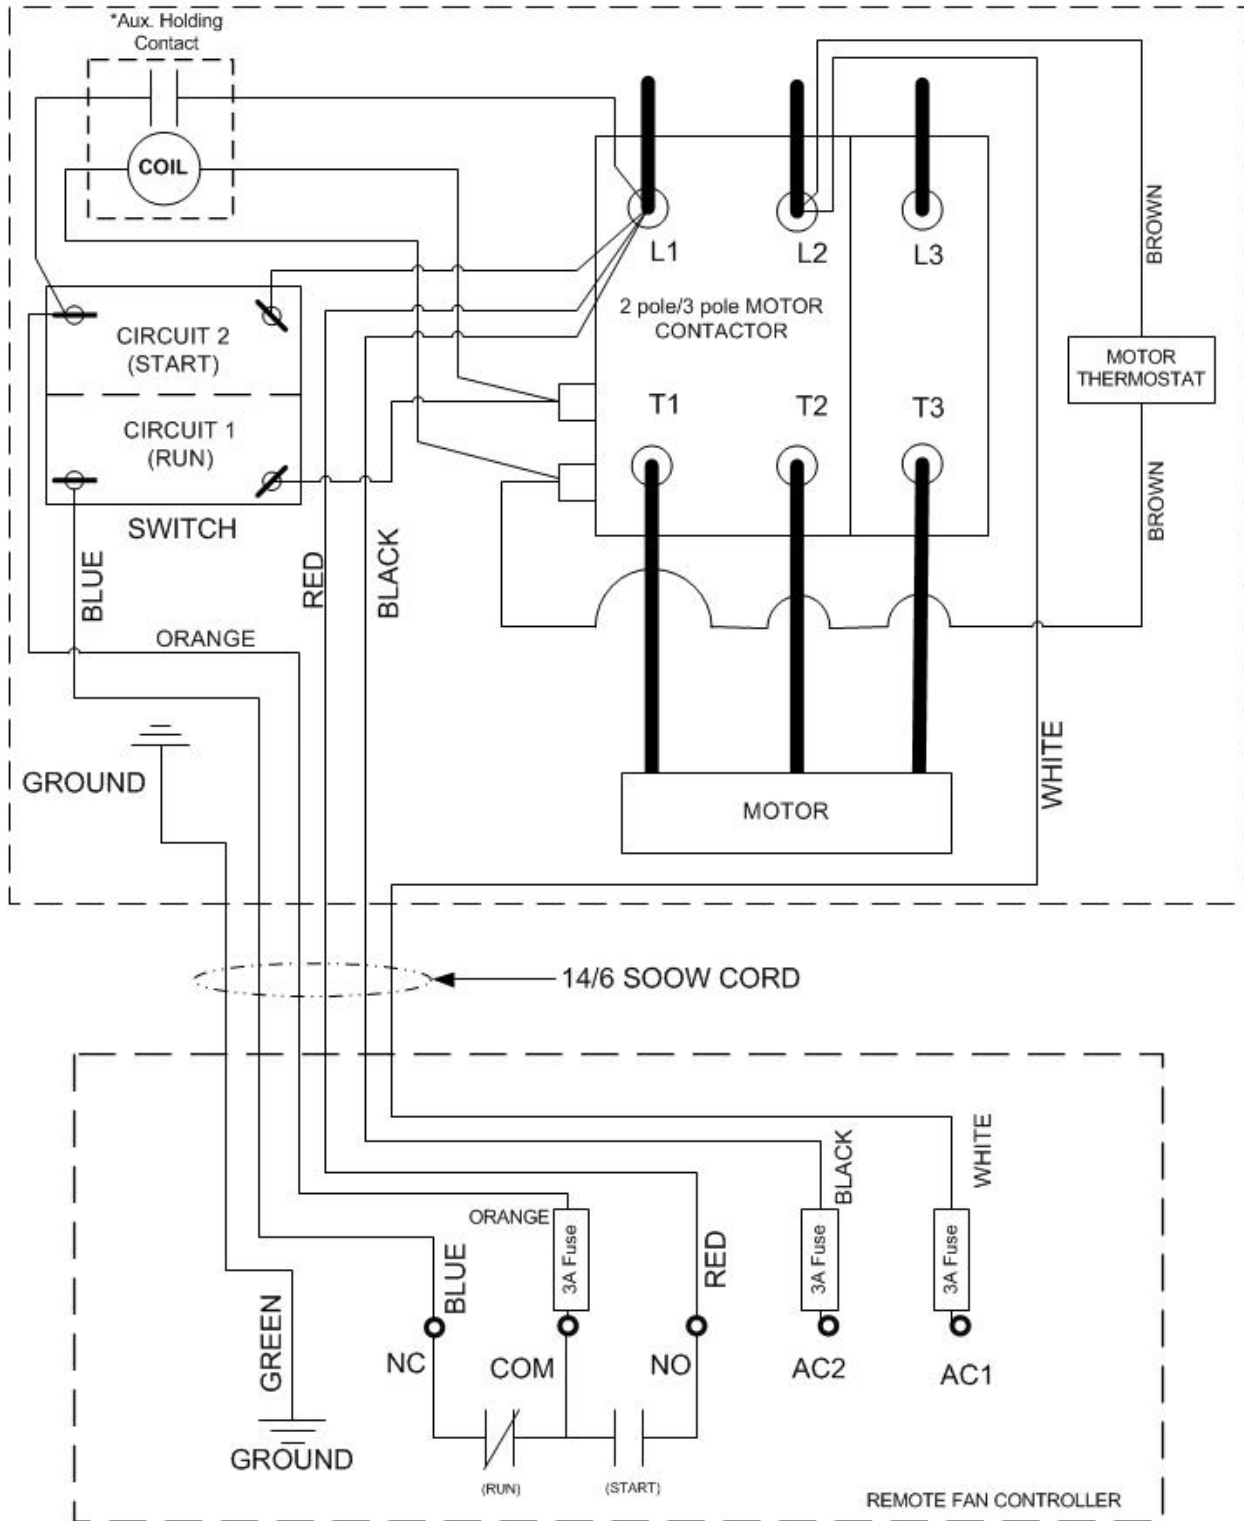 *Aux. Holding
Contact
COIL
L1
L2
L3
2 pole/3 pole MOTOR
CONTACTOR
BROWN
CIRCUIT 2
(START)
MOTOR
THERMOSTAT
T1
T2
T3
CIRCUIT 1
(RUN)
SWITCH
BROWN
BLUE
RED
BLACK
ORANGE
WHITE
GROUND
MOTOR
14/6 SOOW CORD
WHITE
BLACK
ORANGE
3A Fuse
RED
3A Fuse
3A Fuse
BLUE
GREEN
NC
COM
NO
AC2
AC1
GROUND
(RUN)
(START)
REMOTE FAN CONTROLLER